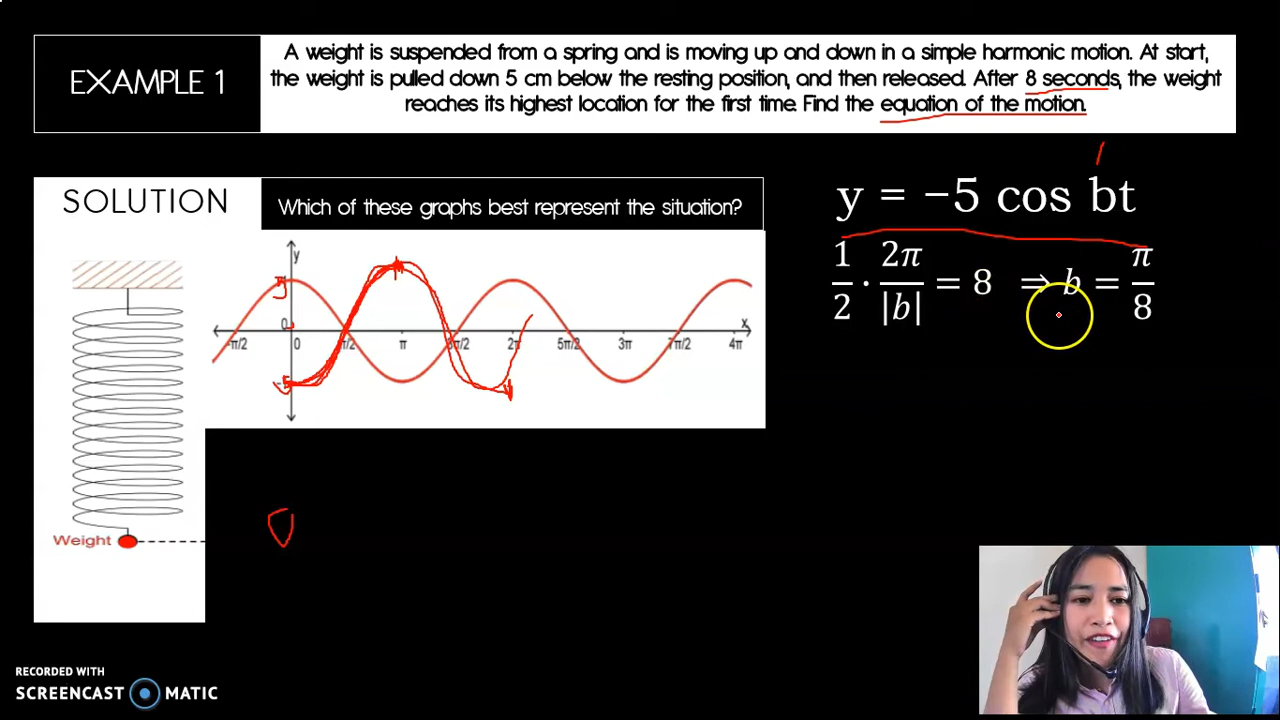 EXAMPLE 1
A weight is suspended from a spring and is moving up and down in a simple harmonic motion. At start,
the weight is pulled down 5 cm below the resting position, and then released. After 8 seconds, the weight
reaches its highest location for the first time. Find the equation of the motion.
SOLUTION
Which of these graphs best represent the situation?
y = −5 cos bt
1/2 · 2π/|b| = 8 ⇒ b = π/8
y
5
0
x
-π/2 0 π/2 π 3π/2 2π 5π/2 3π 7π/2 4π
-5
Weight
RECORDED WITH
SCREENCAST MATIC